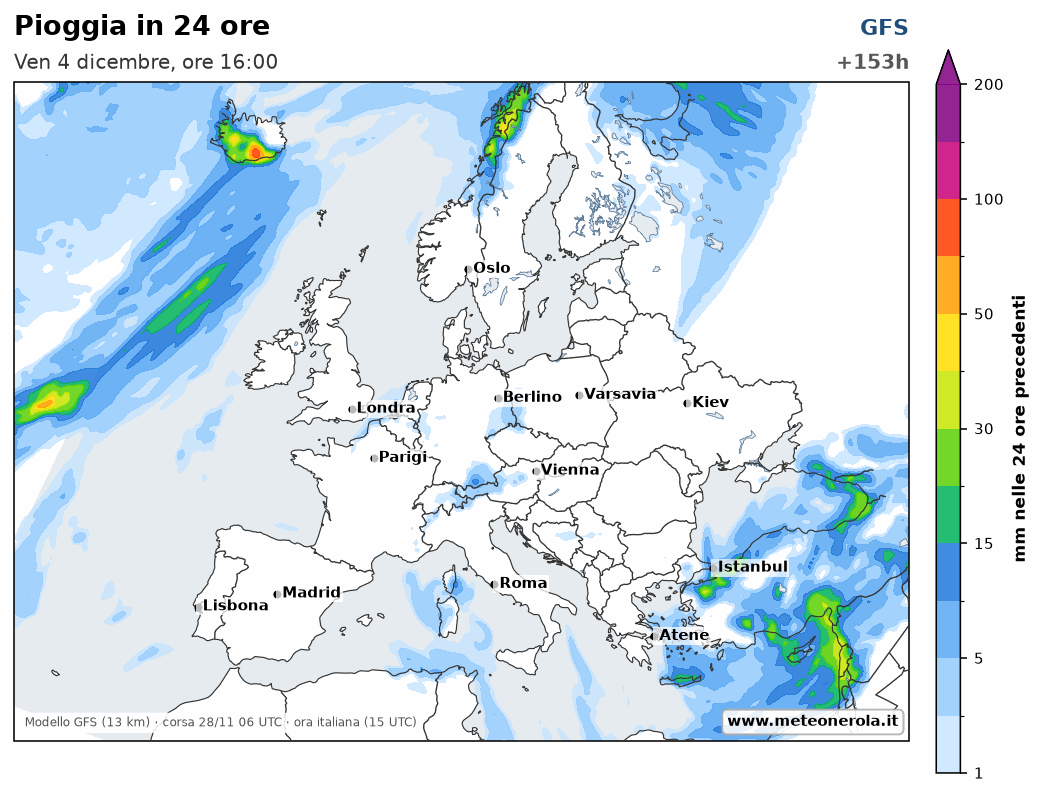 Pioggia in 24 ore
GFS
Ven 4 dicembre, ore 16:00
+153h
200
100
50
30
15
5
1
mm nelle 24 ore precedenti
Oslo
Berlino
Varsavia
Kiev
Londra
Parigi
Vienna
Istanbul
Roma
Madrid
Lisbona
Atene
Modello GFS (13 km) · corsa 28/11 06 UTC · ora italiana (15 UTC)
www.meteonerola.it